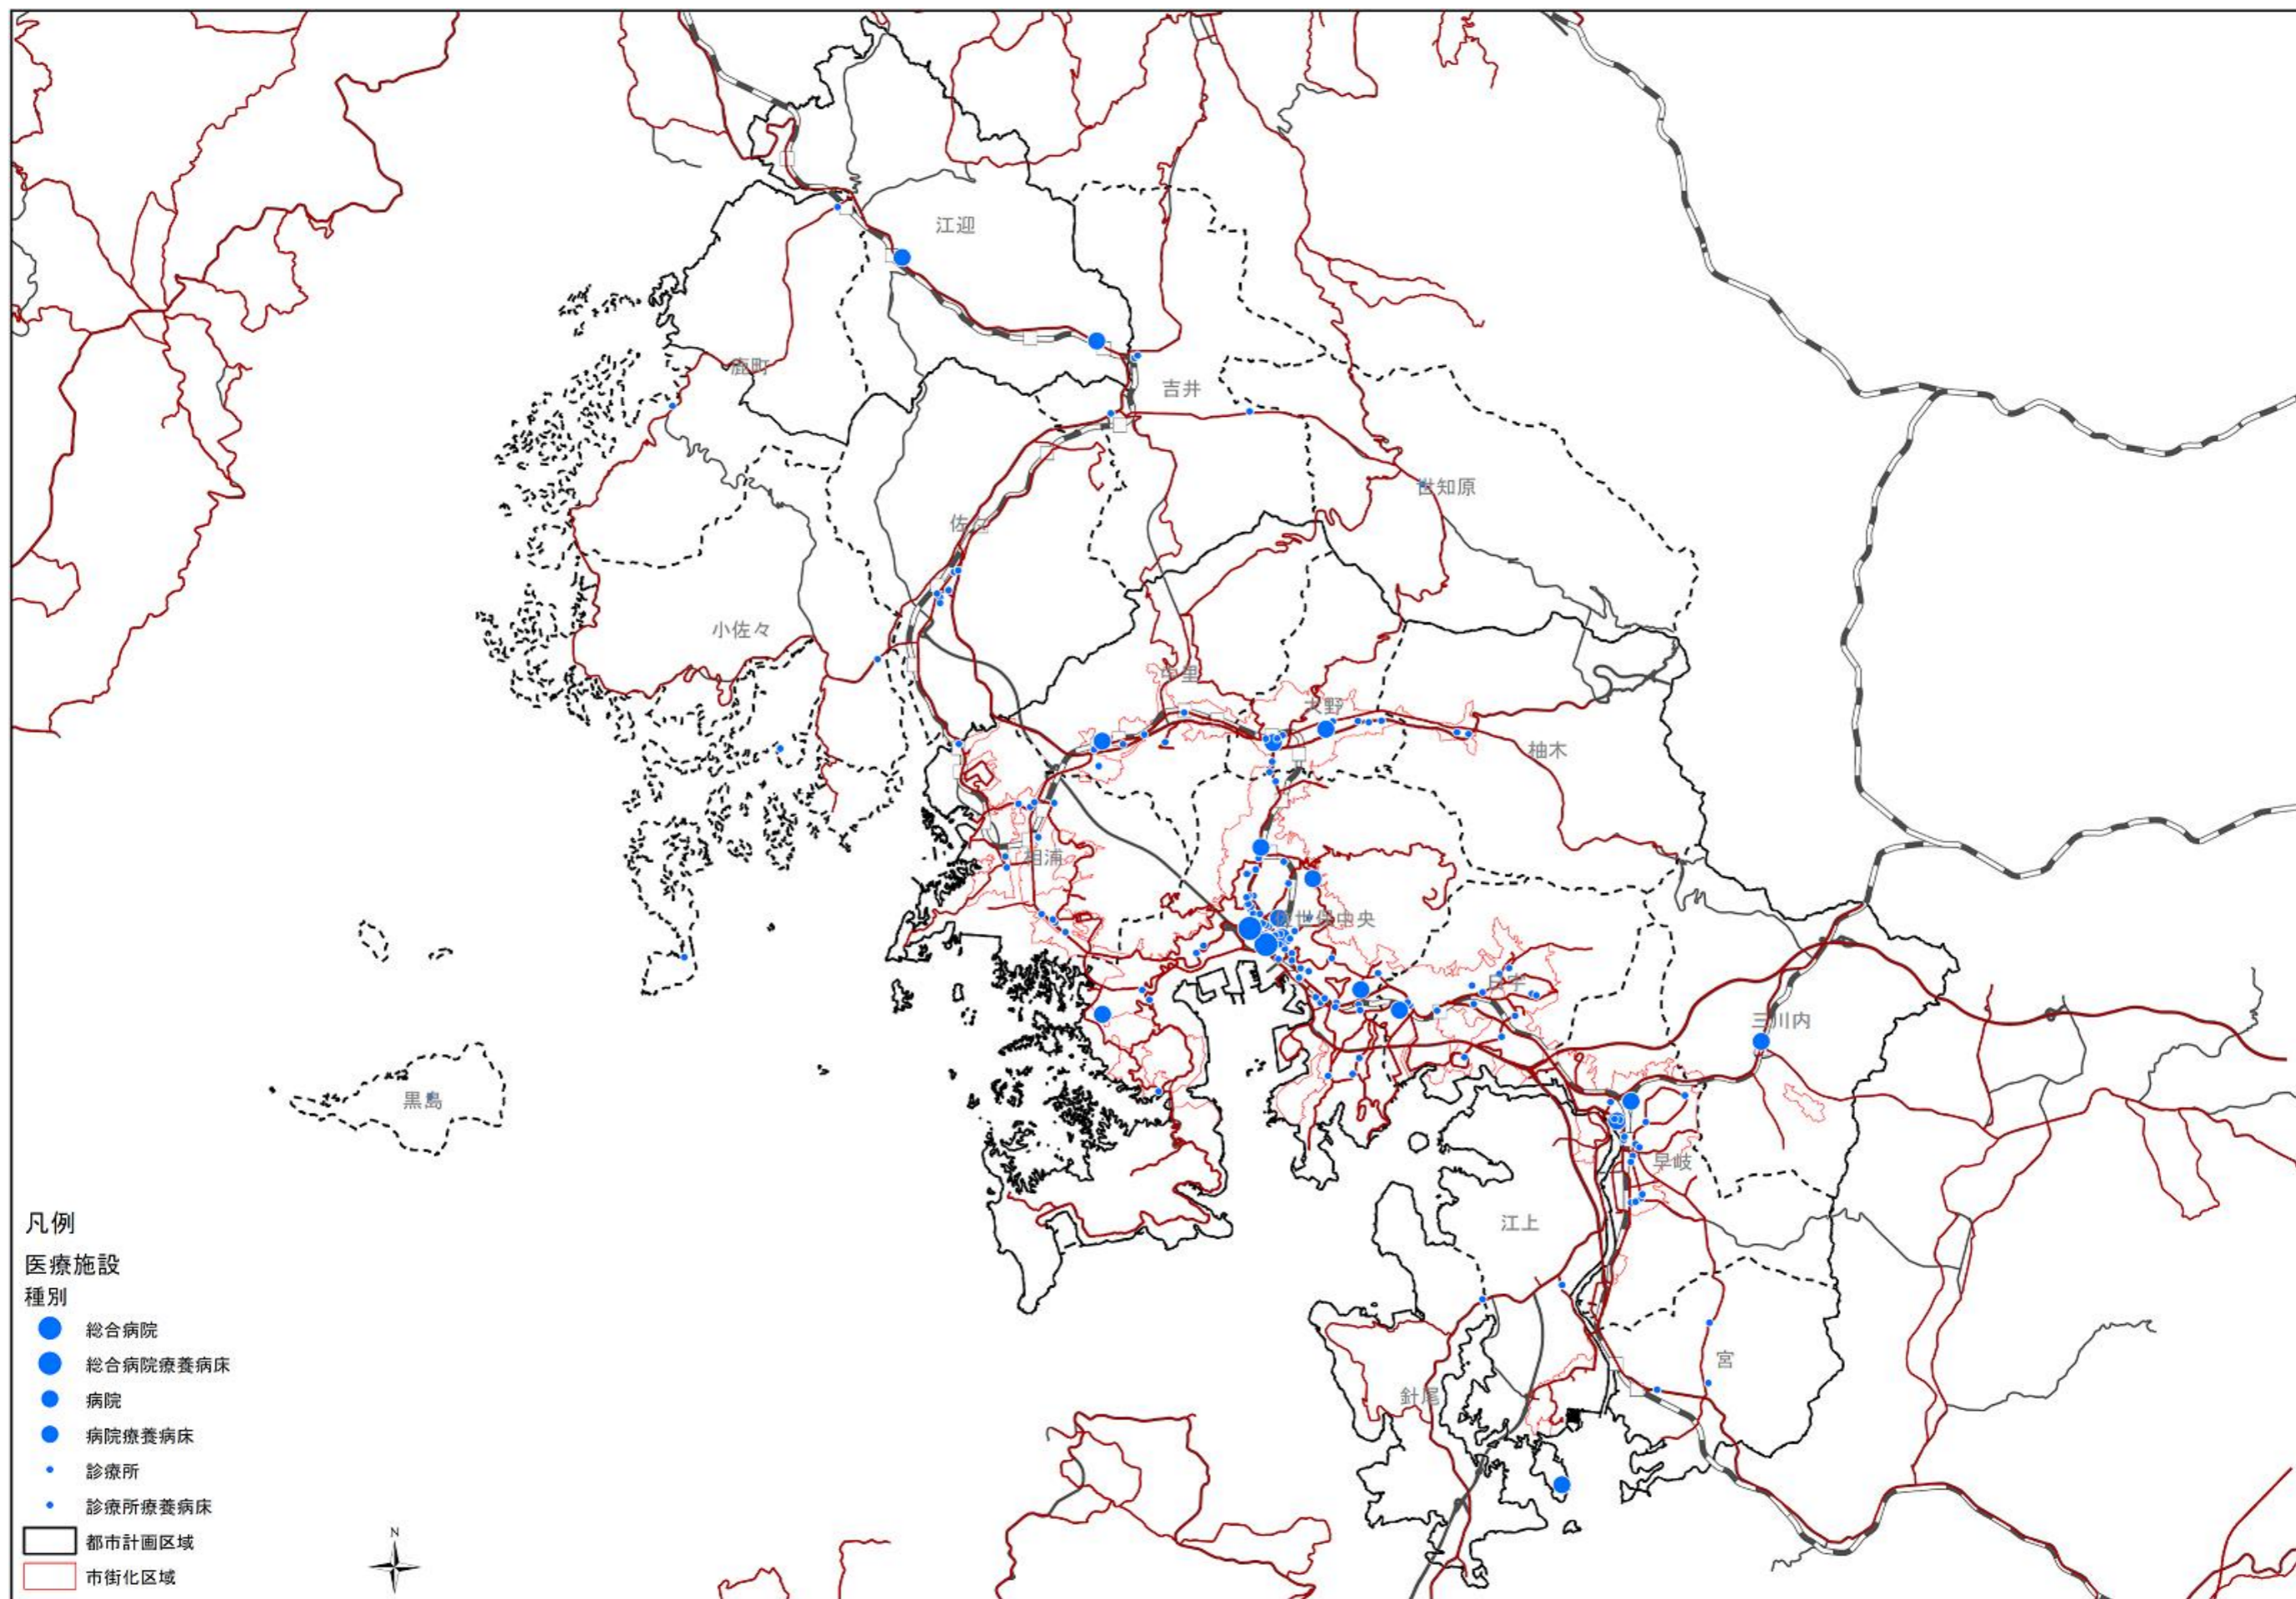 江迎
鹿町
吉井
世知原
佐々
小佐々
中里
大野
柚木
相浦
佐世保中央
日宇
三川内
黒島
早岐
江上
宮
針尾
凡例
医療施設
種別
総合病院
総合病院療養病床
病院
病院療養病床
診療所
診療所療養病床
都市計画区域
市街化区域
N